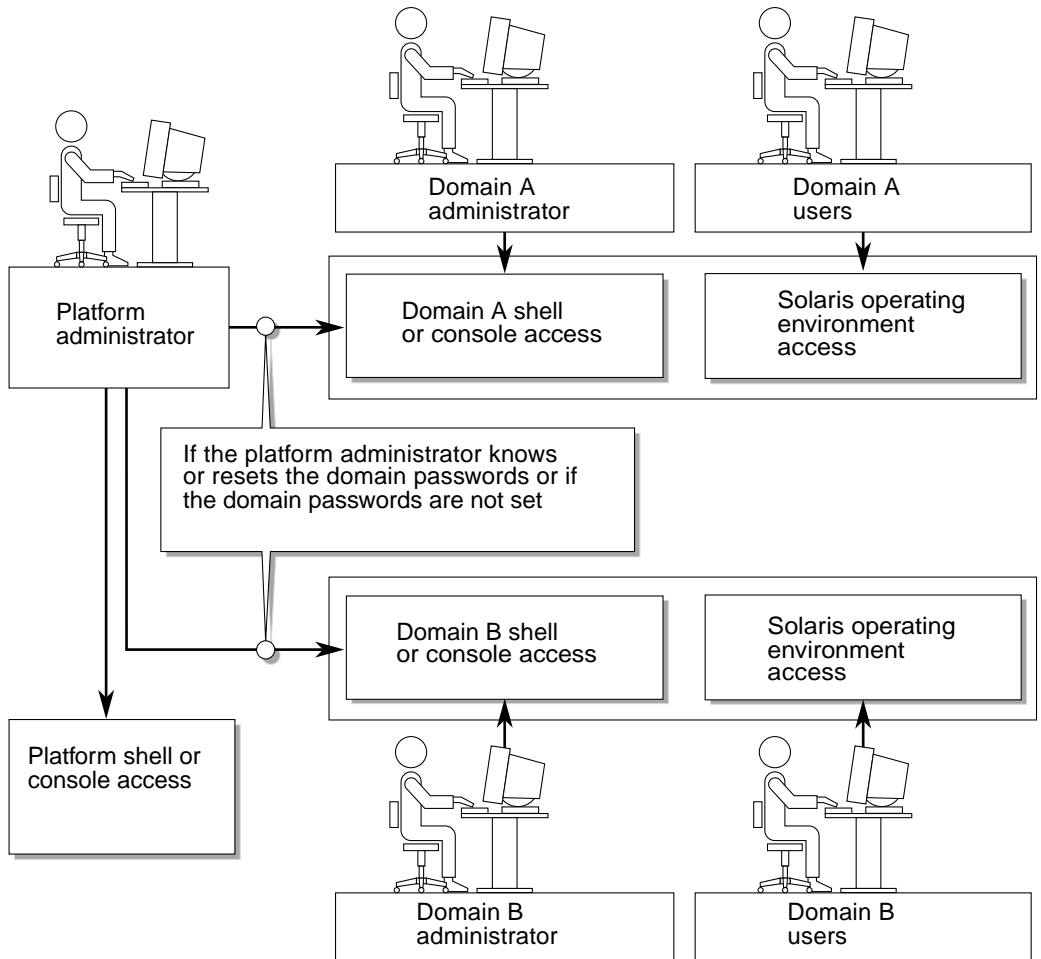 Domain A
administrator
Domain A
users
Platform
administrator
Domain A shell
or console access
Solaris operating
environment
access
If the platform administrator knows
or resets the domain passwords or if
the domain passwords are not set
Domain B shell
or console access
Solaris operating
environment
access
Platform shell or
console access
Domain B
administrator
Domain B
users